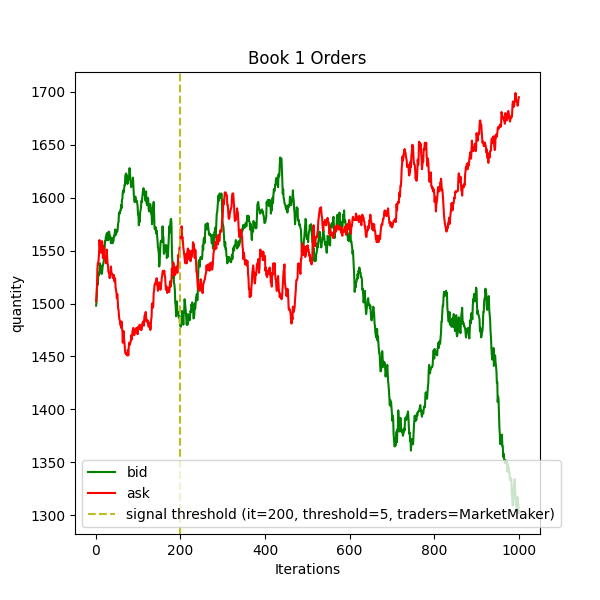 Book 1 Orders
quantity
1700
1650
1600
1550
1500
1450
1400
1350
1300
bid
ask
signal threshold (it=200, threshold=5, traders=MarketMaker)
0 200 400 600 800 1000
Iterations